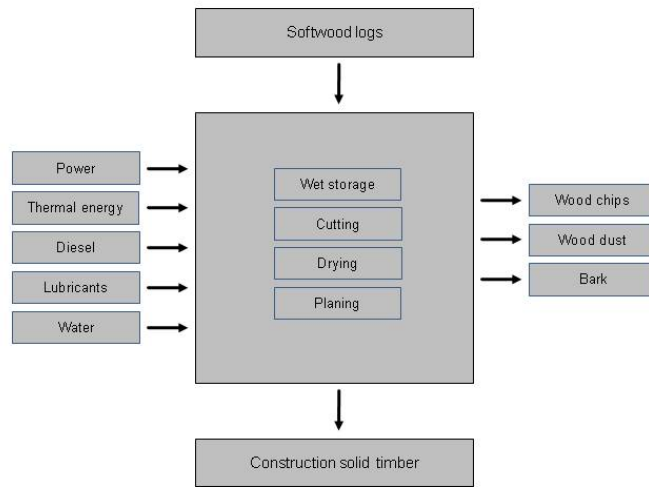 Softwood logs
Power
Thermal energy
Diesel
Lubricants
Water
Wet storage
Cutting
Drying
Planing
Wood chips
Wood dust
Bark
Construction solid timber